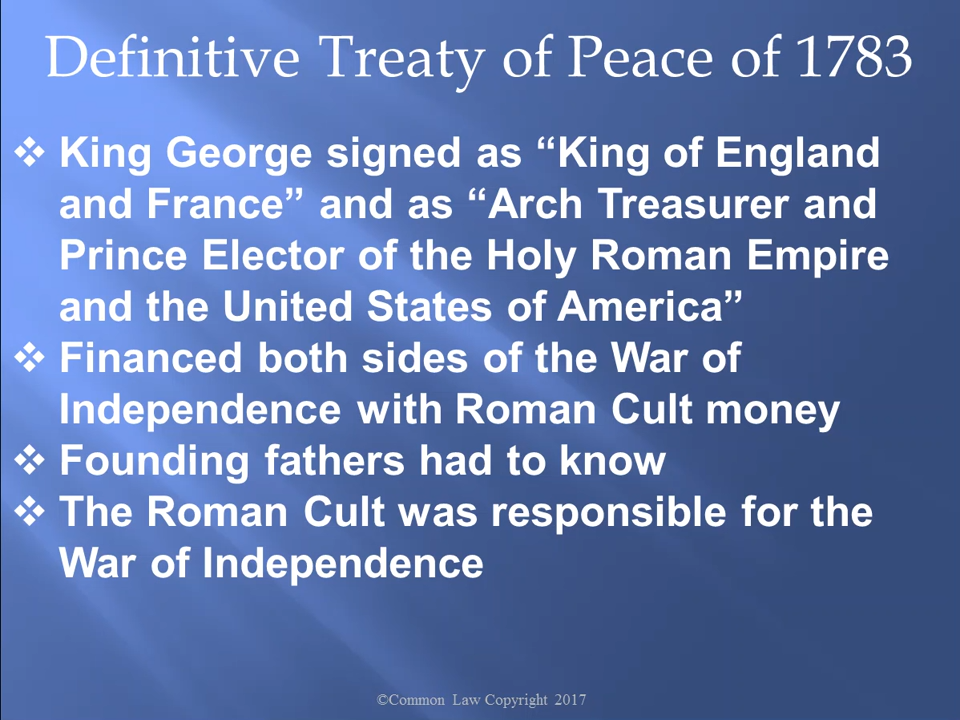 Definitive Treaty of Peace of 1783
❖ King George signed as “King of England
and France” and as “Arch Treasurer and
Prince Elector of the Holy Roman Empire
and the United States of America”
❖ Financed both sides of the War of
Independence with Roman Cult money
❖ Founding fathers had to know
❖ The Roman Cult was responsible for the
War of Independence
©Common Law Copyright 2017